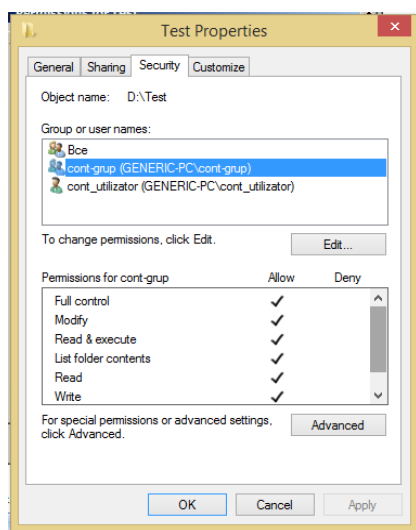 Test Properties
General Sharing Security Customize
Object name: D:\Test
Group or user names:
Все
cont-grup (GENERIC-PC\cont-grup)
cont_utilizator (GENERIC-PC\cont_utilizator)
To change permissions, click Edit.
Edit...
Permissions for cont-grup Allow Deny
Full control
Modify
Read & execute
List folder contents
Read
Write
For special permissions or advanced settings,
click Advanced.
Advanced
OK Cancel Apply